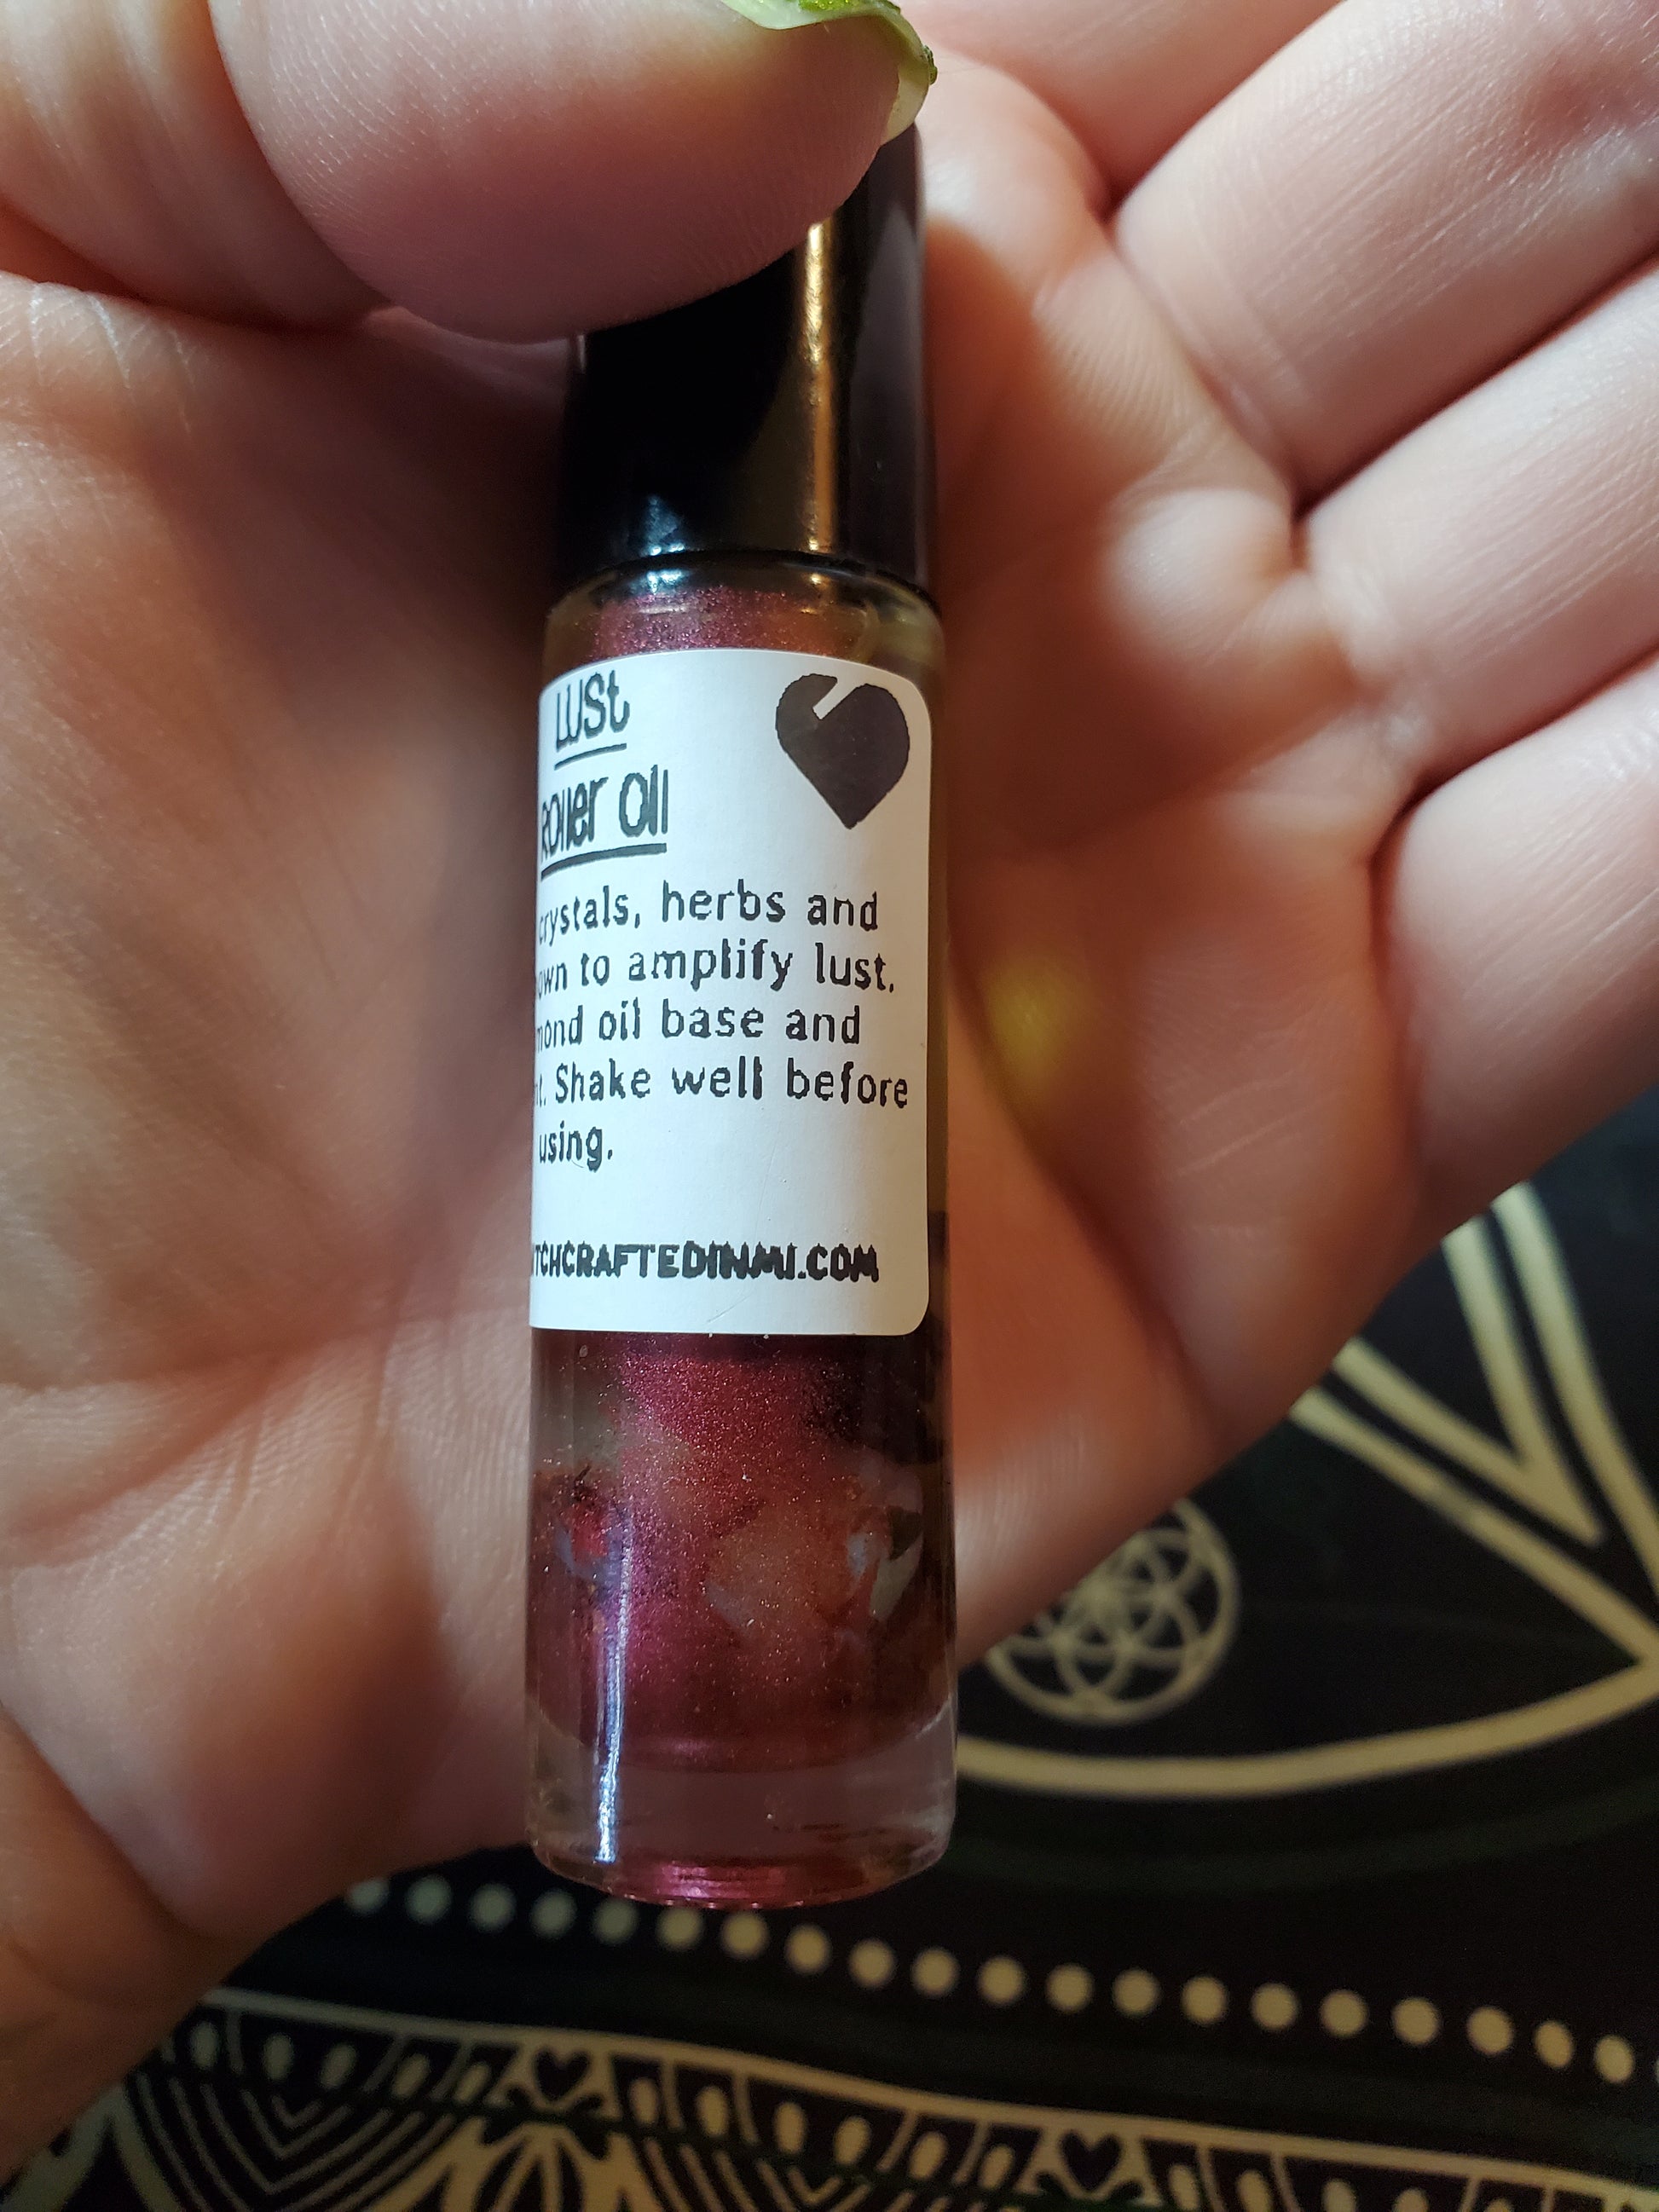 Lust
Roller Oil
crystals, herbs and
own to amplify lust.
mond oil base and
t. Shake well before
using.
TCHCRAFTEDINMI.COM